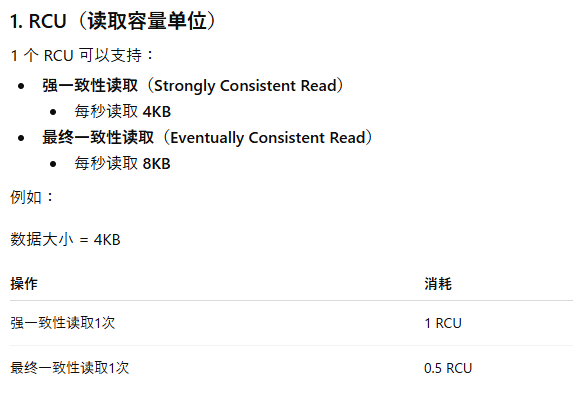 1. RCU（读取容量单位）
1 个 RCU 可以支持：
强一致性读取（Strongly Consistent Read）
每秒读取 4KB
最终一致性读取（Eventually Consistent Read）
每秒读取 8KB
例如：
数据大小 = 4KB
操作 消耗
强一致性读取1次 1 RCU
最终一致性读取1次 0.5 RCU